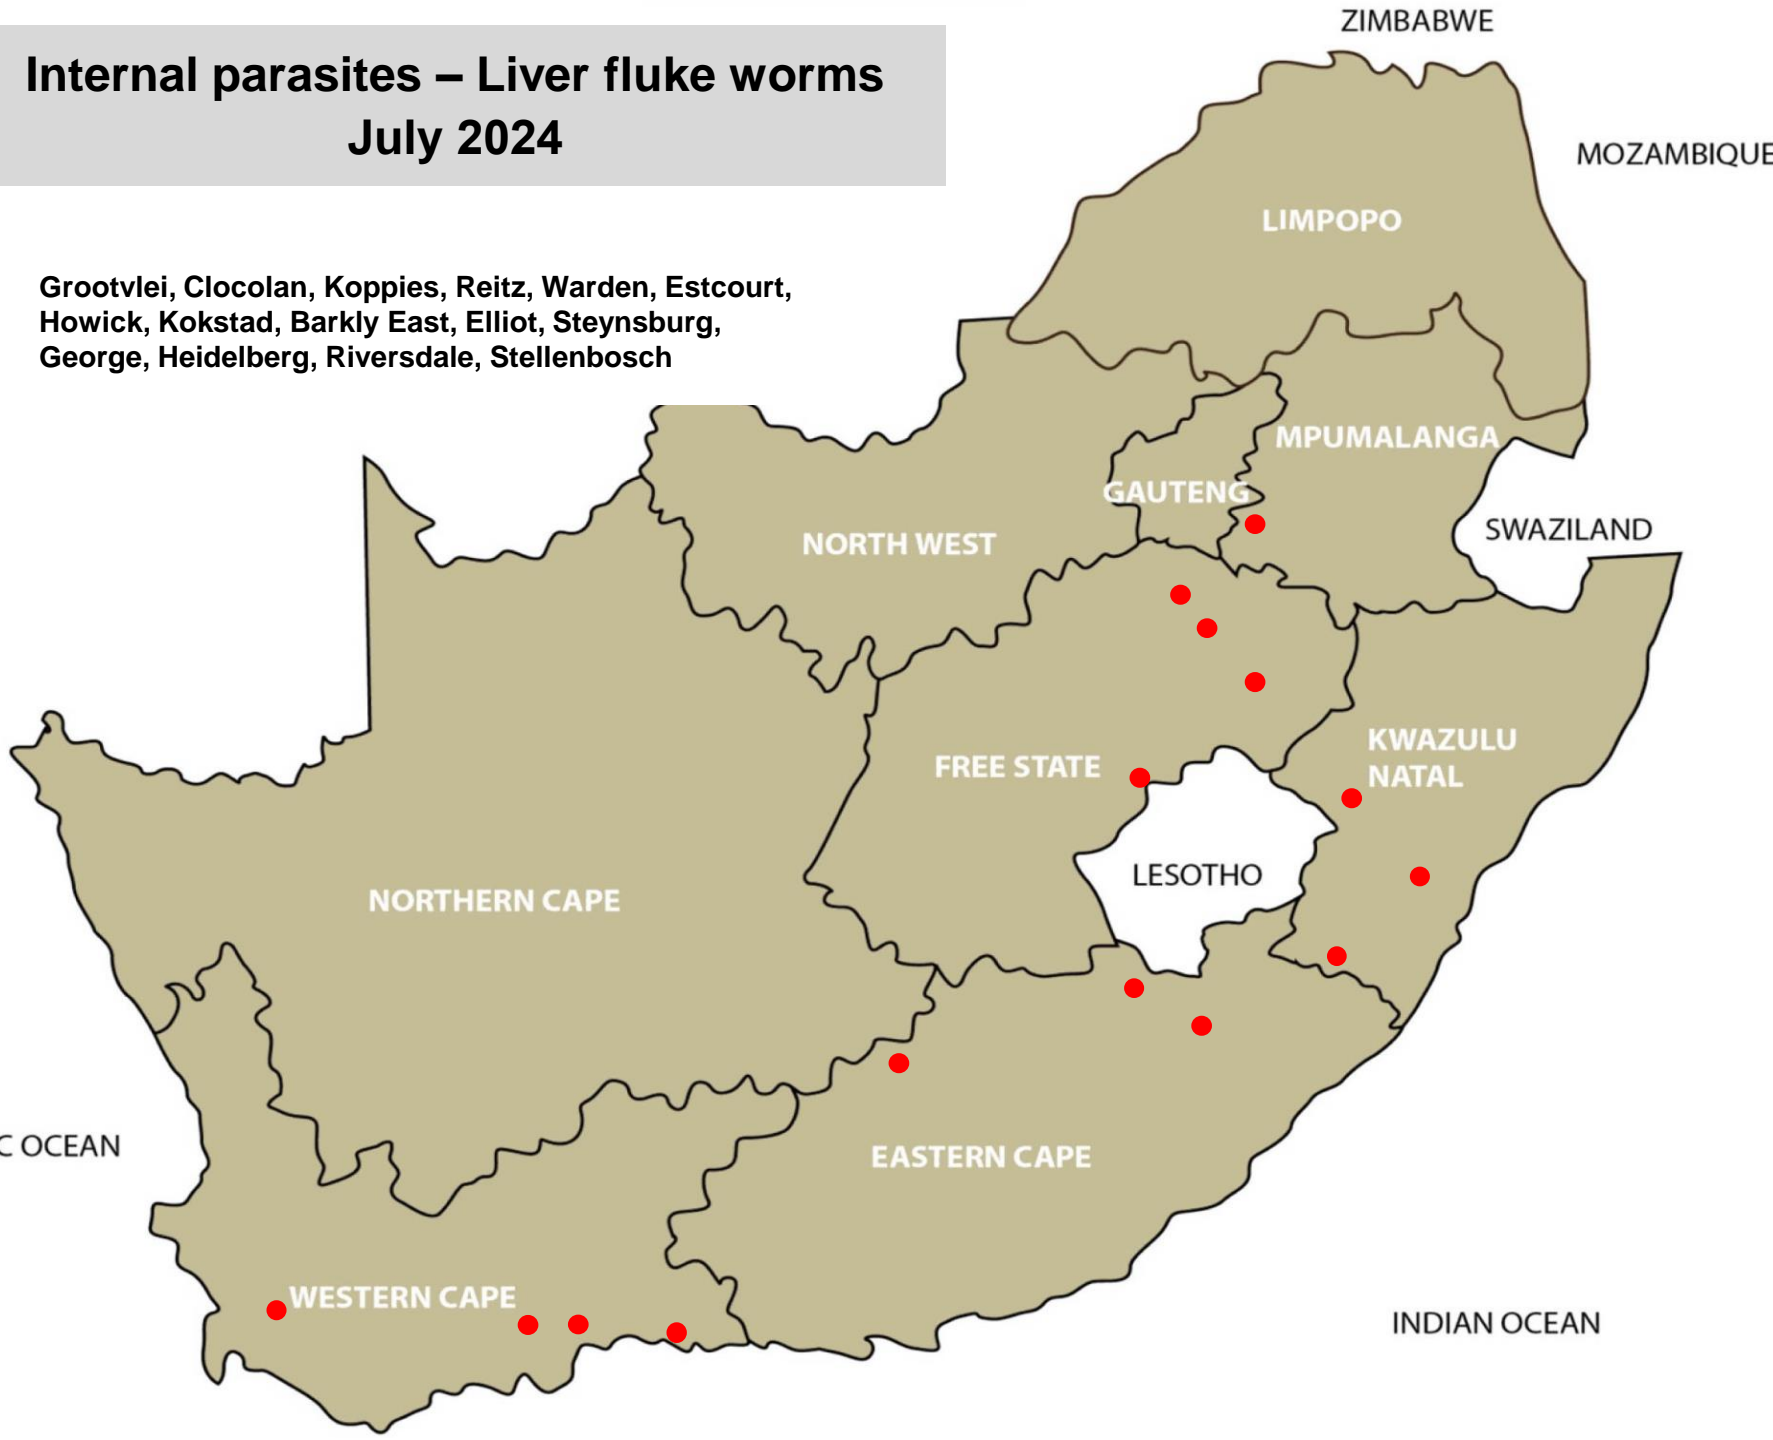 Internal parasites – Liver fluke worms
July 2024
Grootvlei, Clocolan, Koppies, Reitz, Warden, Estcourt,
Howick, Kokstad, Barkly East, Elliot, Steynsburg,
George, Heidelberg, Riversdale, Stellenbosch
ZIMBABWE
MOZAMBIQUE
LIMPOPO
MPUMALANGA
GAUTENG
SWAZILAND
NORTH WEST
KWAZULU
NATAL
FREE STATE
LESOTHO
NORTHERN CAPE
C OCEAN
EASTERN CAPE
WESTERN CAPE
INDIAN OCEAN